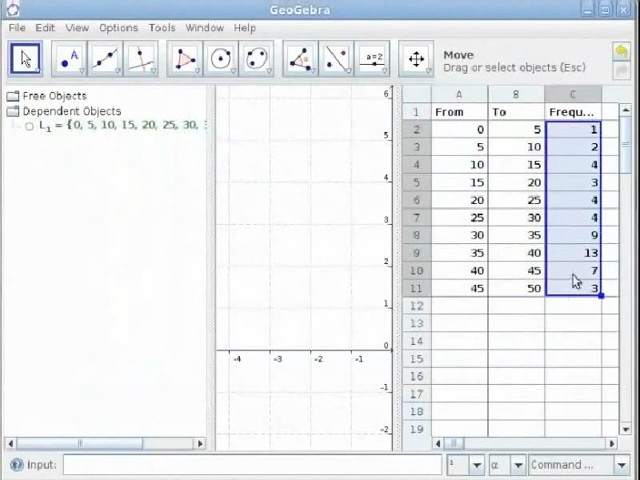 GeoGebra
File Edit View Options Tools Window Help
A
a=2
Move
Drag or select objects (Esc)
Free Objects
Dependent Objects
L1 = {0, 5, 10, 15, 20, 25, 30,
6
5
4
3
2
1
0
-1
-2
-4 -3 -2 -1
A B C
1 From To Frequ...
2 0 5 1
3 5 10 2
4 10 15 4
5 15 20 3
6 20 25 4
7 25 30 4
8 30 35 9
9 35 40 13
10 40 45 7
11 45 50 3
12
13
14
15
16
17
18
19
Input: 1 α Command ...